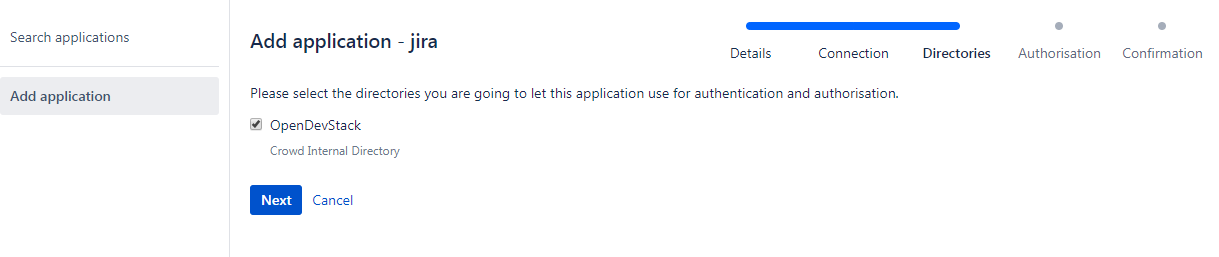 Search applications
Add application
Add application - jira
Details
Connection
Directories
Authorisation
Confirmation
Please select the directories you are going to let this application use for authentication and authorisation.
OpenDevStack
Crowd Internal Directory
Next
Cancel